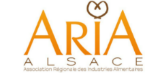 ARIA
ALSACE
Association Régionale des Industries Alimentaires